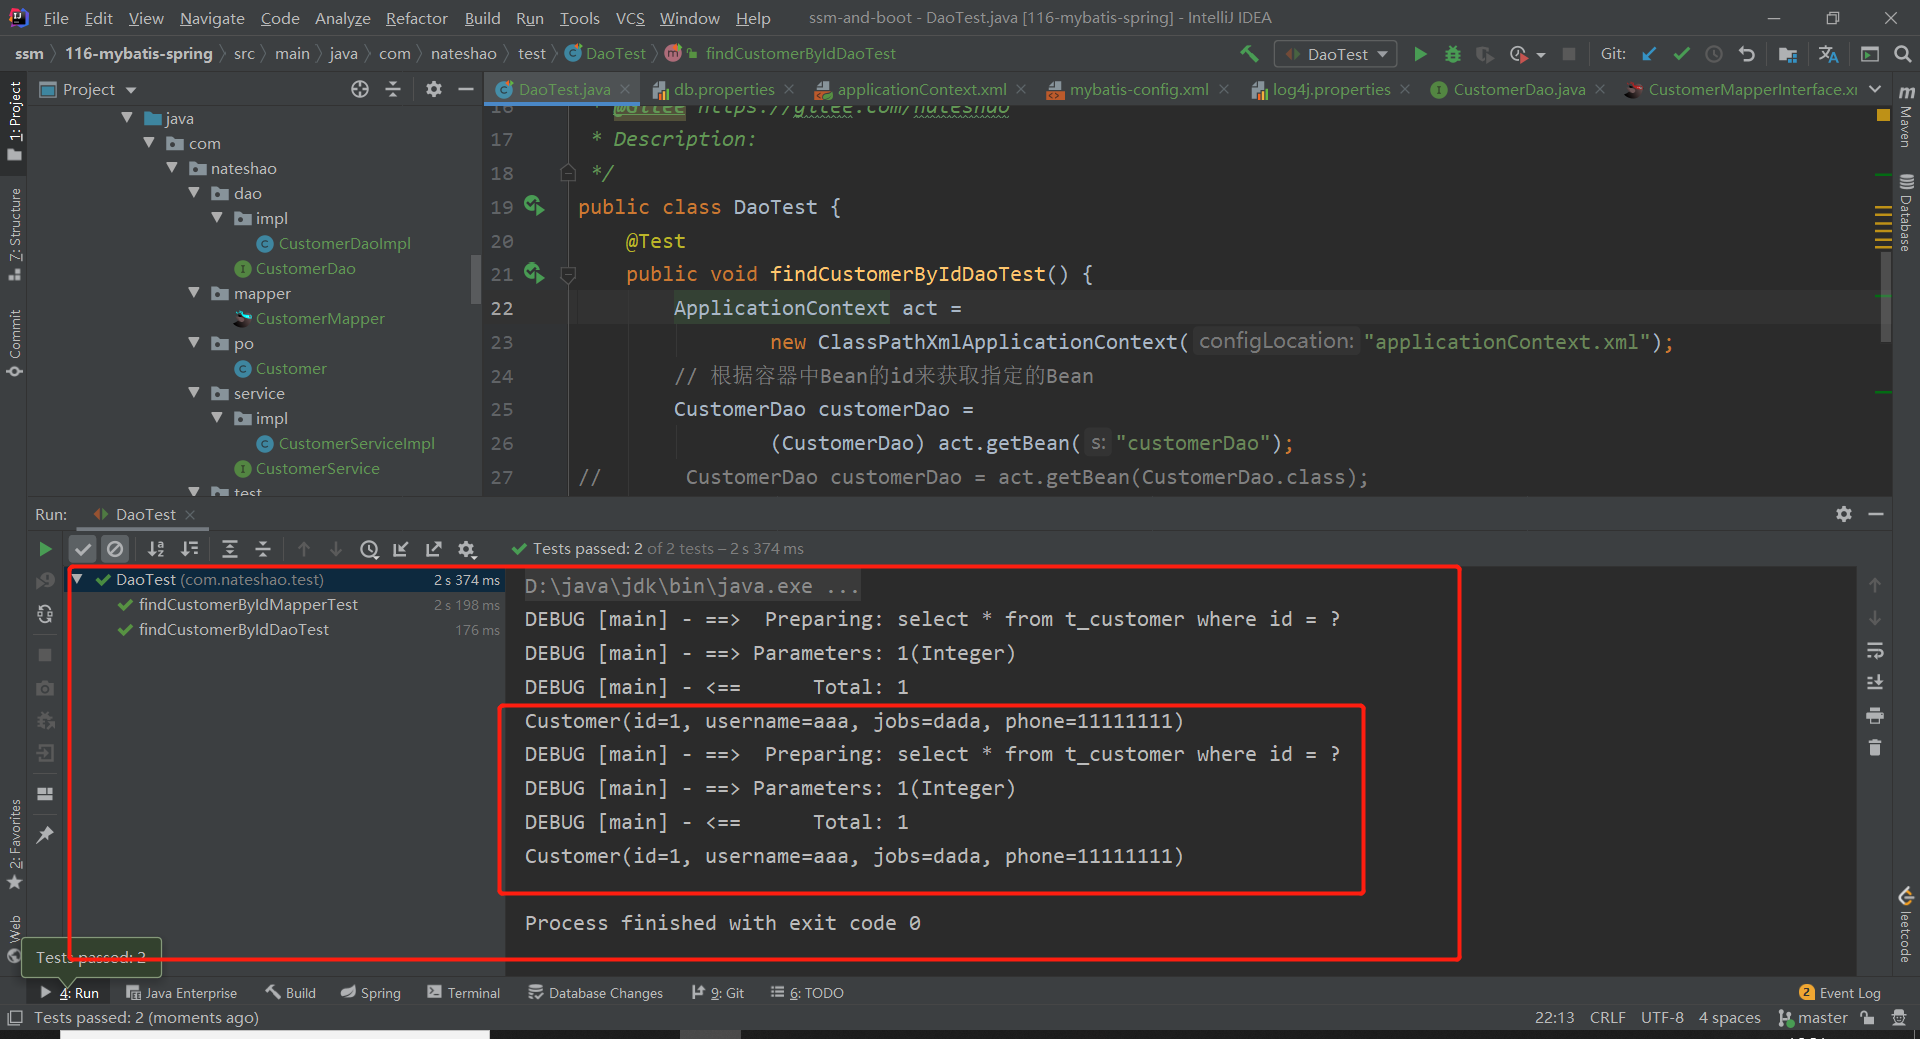 File Edit View Navigate Code Analyze Refactor Build Run Tools VCS Window Help ssm-and-boot - DaoTest.java [116-mybatis-spring] - IntelliJ IDEA
ssm 116-mybatis-spring src main java com nateshao test DaoTest findCustomerByIdDaoTest DaoTest Git:
Project DaoTest.java db.properties applicationContext.xml mybatis-config.xml log4j.properties CustomerDao.java CustomerMapperInterface.x
1: Project
7: Structure
Commit
2: Favorites
Web
java
com
nateshao
dao
impl
CustomerDaoImpl
CustomerDao
mapper
CustomerMapper
po
Customer
service
impl
CustomerServiceImpl
CustomerService
test
16 * @Gitee https://gitee.com/nateshao
17 * Description:
18 */
19 public class DaoTest {
20 @Test
21 public void findCustomerByIdDaoTest() {
22 ApplicationContext act =
23 new ClassPathXmlApplicationContext( configLocation: "applicationContext.xml");
24 // 根据容器中Bean的id来获取指定的Bean
25 CustomerDao customerDao =
26 (CustomerDao) act.getBean( s: "customerDao");
27 // CustomerDao customerDao = act.getBean(CustomerDao.class);
Maven
Database
leetcode
Run: DaoTest
Tests passed: 2 of 2 tests – 2 s 374 ms
DaoTest (com.nateshao.test) 2 s 374 ms
findCustomerByIdMapperTest 2 s 198 ms
findCustomerByIdDaoTest 176 ms
D:\java\jdk\bin\java.exe ...
DEBUG [main] - ==>  Preparing: select * from t_customer where id = ?
DEBUG [main] - ==> Parameters: 1(Integer)
DEBUG [main] - <==      Total: 1
Customer(id=1, username=aaa, jobs=dada, phone=11111111)
DEBUG [main] - ==>  Preparing: select * from t_customer where id = ?
DEBUG [main] - ==> Parameters: 1(Integer)
DEBUG [main] - <==      Total: 1
Customer(id=1, username=aaa, jobs=dada, phone=11111111)
Process finished with exit code 0
Tests passed: 2
4: Run Java Enterprise Build Spring Terminal Database Changes 9: Git 6: TODO 2 Event Log
Tests passed: 2 (moments ago) 22:13 CRLF UTF-8 4 spaces master